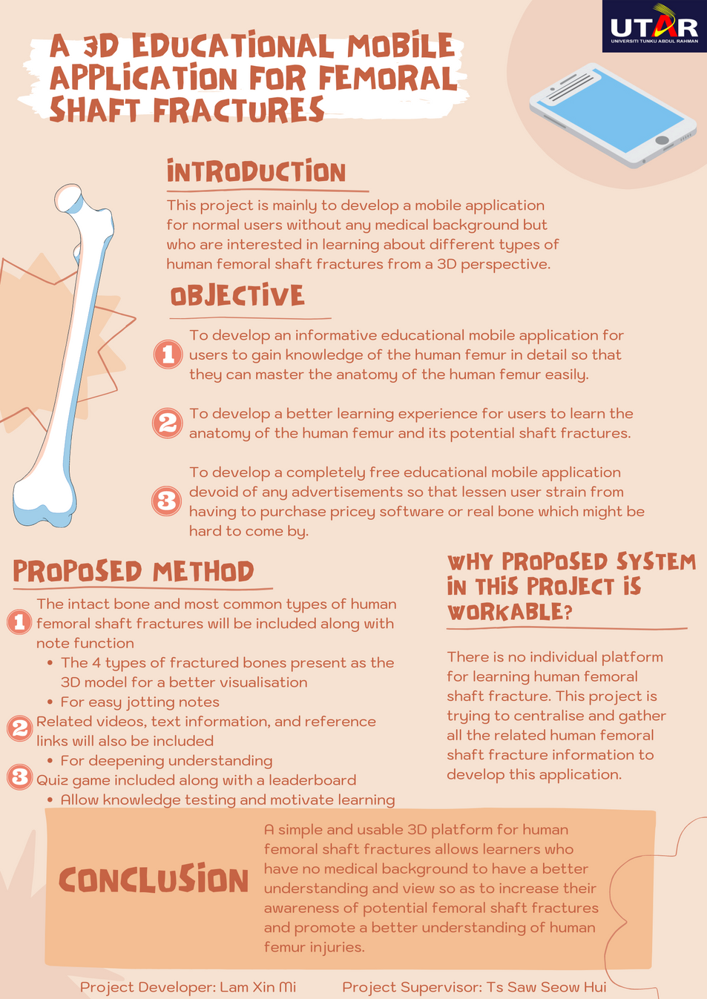 UTAR
UNIVERSITI TUNKU ABDUL RAHMAN
A 3D EDUCATIONAL MOBILE
APPLICATION FOR FEMORAL
SHAFT FRACTURES
INTRODUCTION
This project is mainly to develop a mobile application
for normal users without any medical background but
who are interested in learning about different types of
human femoral shaft fractures from a 3D perspective.
OBJECTIVE
1
To develop an informative educational mobile application for
users to gain knowledge of the human femur in detail so that
they can master the anatomy of the human femur easily.
2
To develop a better learning experience for users to learn the
anatomy of the human femur and its potential shaft fractures.
3
To develop a completely free educational mobile application
devoid of any advertisements so that lessen user strain from
having to purchase pricey software or real bone which might be
hard to come by.
PROPOSED METHOD
1
The intact bone and most common types of human
femoral shaft fractures will be included along with
note function
• The 4 types of fractured bones present as the
3D model for a better visualisation
• For easy jotting notes
2
Related videos, text information, and reference
links will also be included
• For deepening understanding
3
Quiz game included along with a leaderboard
• Allow knowledge testing and motivate learning
WHY PROPOSED SYSTEM
IN THIS PROJECT IS
WORKABLE?
There is no individual platform
for learning human femoral
shaft fracture. This project is
trying to centralise and gather
all the related human femoral
shaft fracture information to
develop this application.
CONCLUSION
A simple and usable 3D platform for human
femoral shaft fractures allows learners who
have no medical background to have a better
understanding and view so as to increase their
awareness of potential femoral shaft fractures
and promote a better understanding of human
femur injuries.
Project Developer: Lam Xin Mi
Project Supervisor: Ts Saw Seow Hui